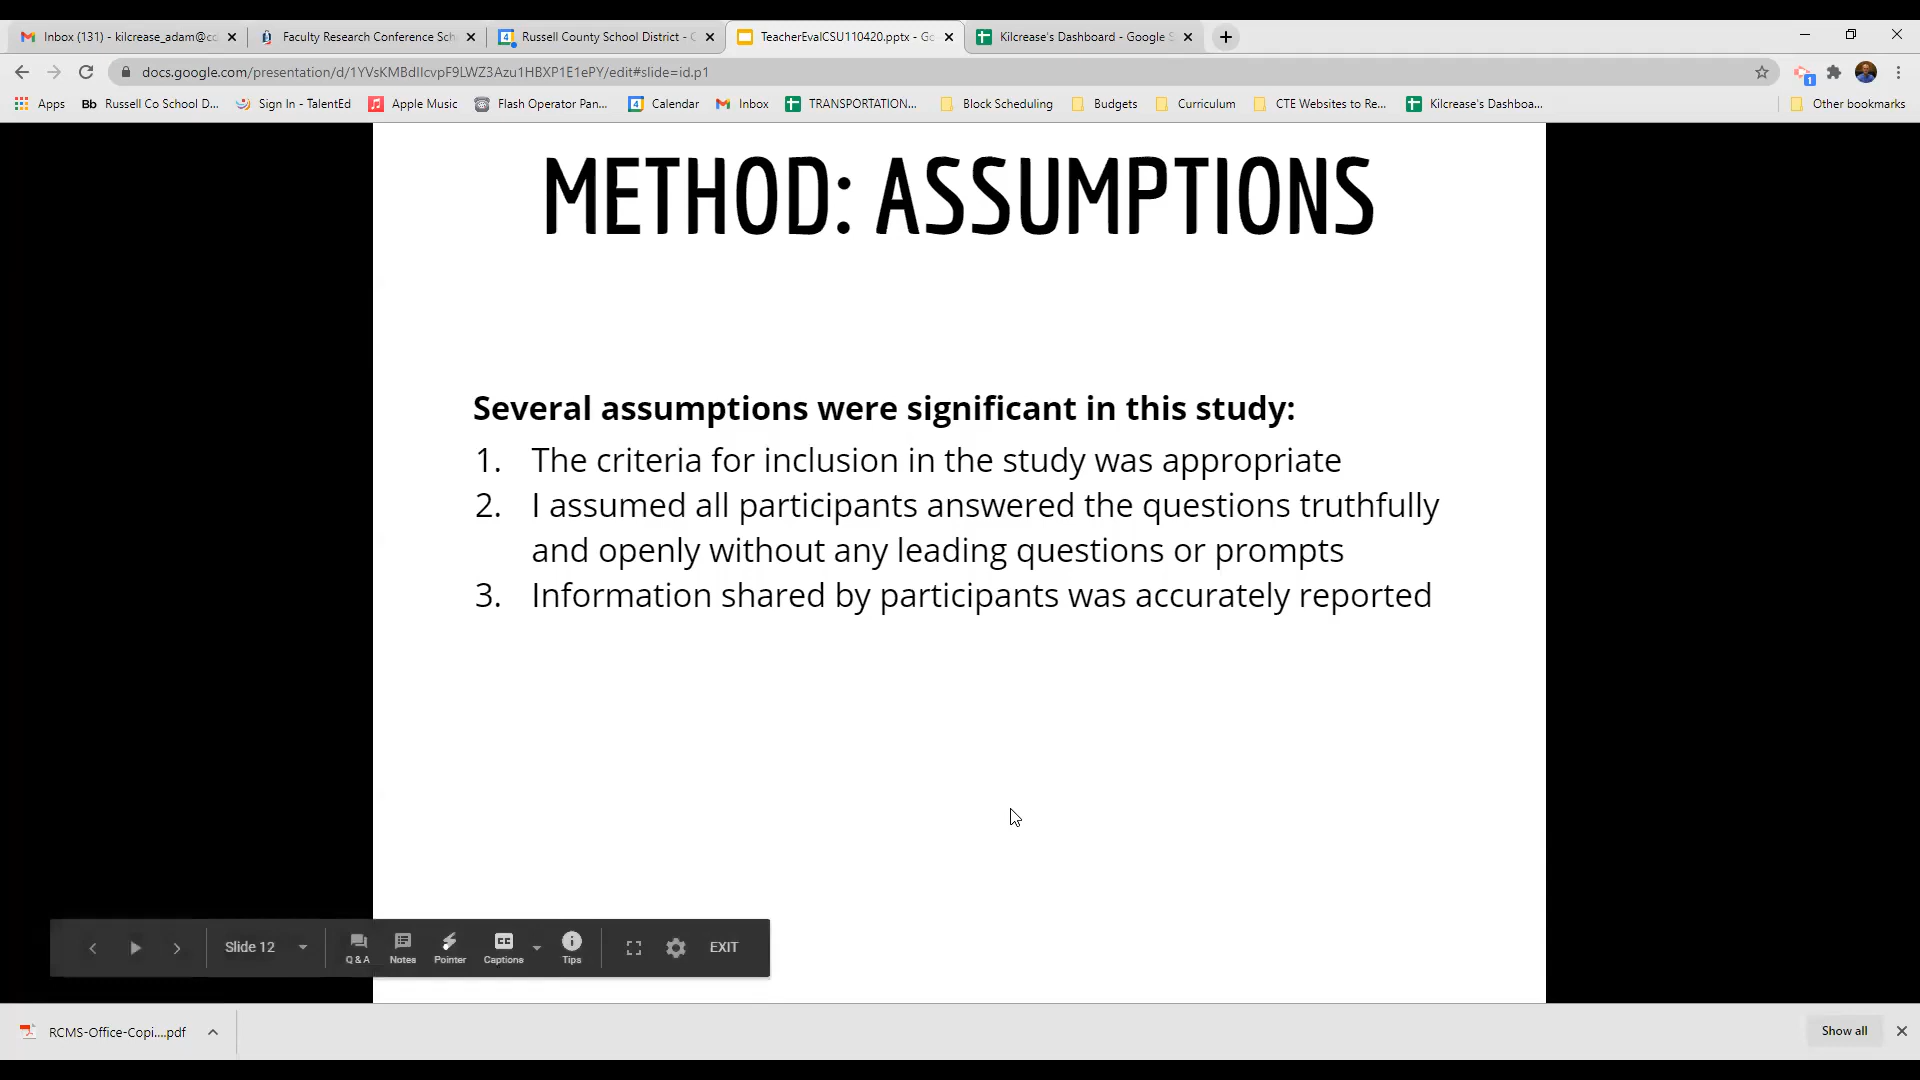 Inbox (131) - kilcrease_adam@cc
Faculty Research Conference Sch
Russell County School District - C
TeacherEvalCSU110420.pptx - Go
Kilcrease's Dashboard - Google S
docs.google.com/presentation/d/1YVsKMBdIlcvpF9LWZ3Azu1HBXP1E1ePY/edit#slide=id.p1
1
Apps
Bb Russell Co School D...
Sign In - TalentEd
Apple Music
Flash Operator Pan...
4 Calendar
Inbox
TRANSPORTATION...
Block Scheduling
Budgets
Curriculum
CTE Websites to Re...
Kilcrease's Dashboa...
Other bookmarks
METHOD: ASSUMPTIONS
Several assumptions were significant in this study:
1. The criteria for inclusion in the study was appropriate
2. I assumed all participants answered the questions truthfully
and openly without any leading questions or prompts
3. Information shared by participants was accurately reported
Slide 12
Q & A
Notes
Pointer
CC Captions
Tips
EXIT
RCMS-Office-Copi....pdf
Show all